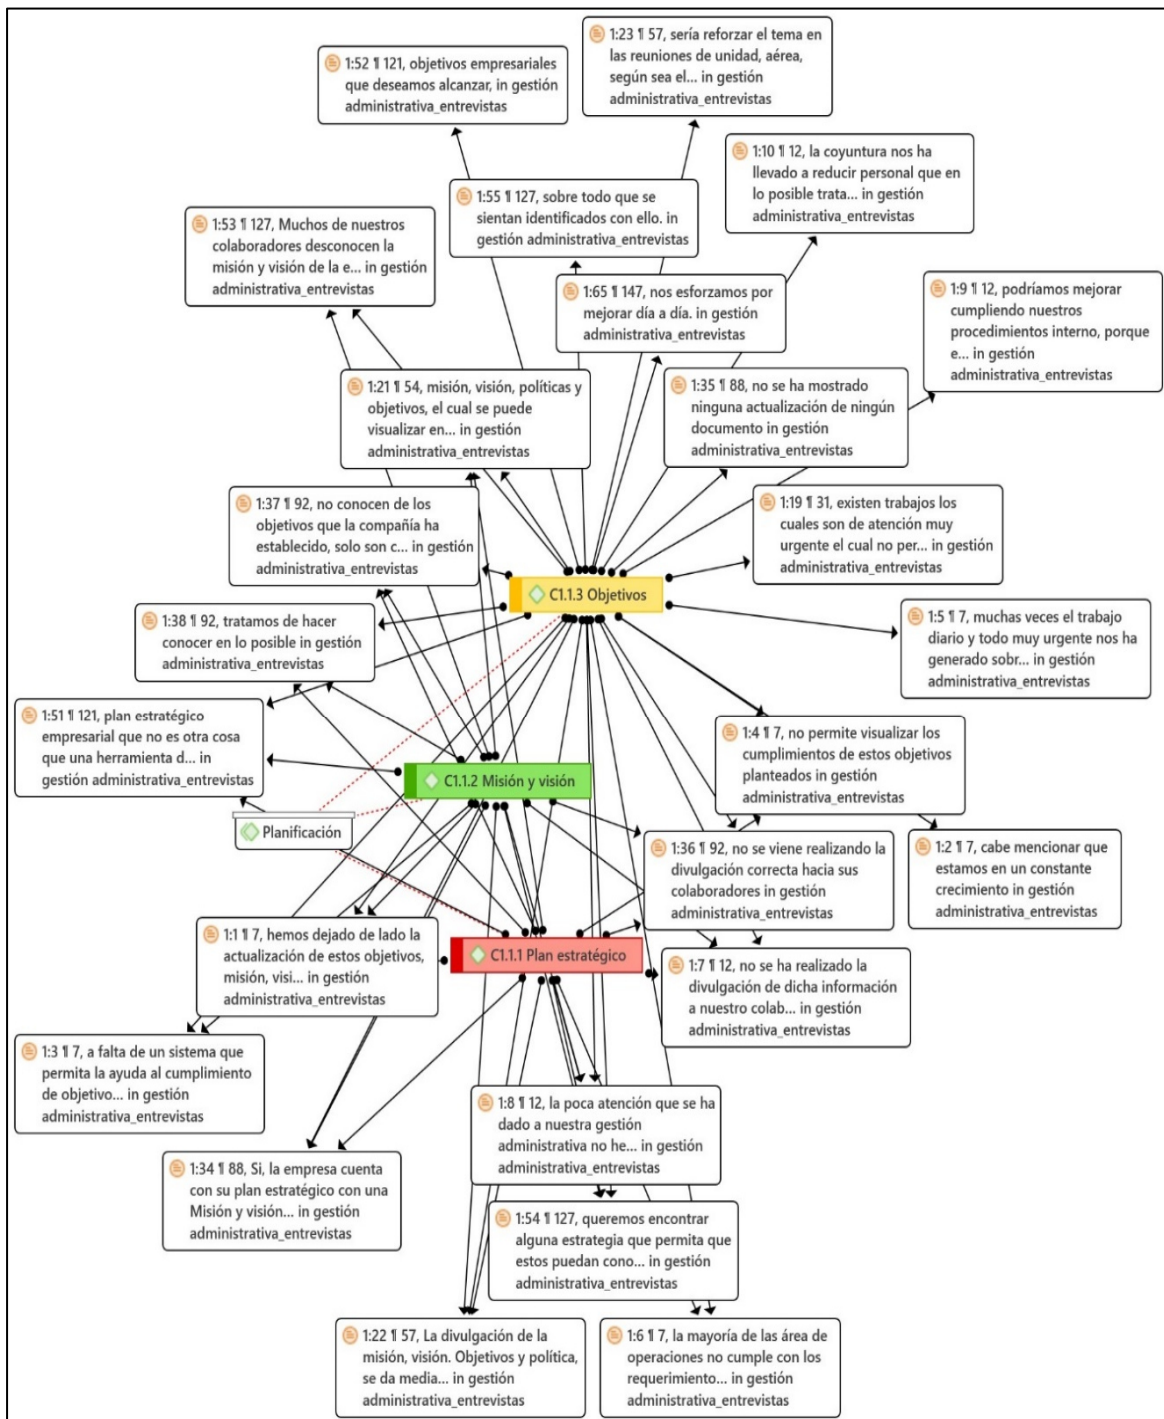 1:23 ¶ 57, sería reforzar el tema en
las reuniones de unidad, aérea,
según sea el... in gestión
administrativa_entrevistas
1:52 ¶ 121, objetivos empresariales
que deseamos alcanzar, in gestión
administrativa_entrevistas
1:10 ¶ 12, la coyuntura nos ha
llevado a reducir personal que en
lo posible trata... in gestión
administrativa_entrevistas
1:55 ¶ 127, sobre todo que se
sientan identificados con ello. in
gestión administrativa_entrevistas
1:53 ¶ 127, Muchos de nuestros
colaboradores desconocen la
misión y visión de la e... in gestión
administrativa_entrevistas
1:65 ¶ 147, nos esforzamos por
mejorar día a día. in gestión
administrativa_entrevistas
1:9 ¶ 12, podríamos mejorar
cumpliendo nuestros
procedimientos interno, porque
e... in gestión
administrativa_entrevistas
1:21 ¶ 54, misión, visión, políticas y
objetivos, el cual se puede
visualizar en... in gestión
administrativa_entrevistas
1:35 ¶ 88, no se ha mostrado
ninguna actualización de ningún
documento in gestión
administrativa_entrevistas
1:37 ¶ 92, no conocen de los
objetivos que la compañía ha
establecido, solo son c... in gestión
administrativa_entrevistas
1:19 ¶ 31, existen trabajos los
cuales son de atención muy
urgente el cual no per... in gestión
administrativa_entrevistas
C1.1.3 Objetivos
1:38 ¶ 92, tratamos de hacer
conocer en lo posible in gestión
administrativa_entrevistas
1:5 ¶ 7, muchas veces el trabajo
diario y todo muy urgente nos ha
generado sobr... in gestión
administrativa_entrevistas
1:51 ¶ 121, plan estratégico
empresarial que no es otra cosa
que una herramienta d... in
gestión administrativa_entrevistas
1:4 ¶ 7, no permite visualizar los
cumplimientos de estos objetivos
planteados in gestión
administrativa_entrevistas
C1.1.2 Misión y visión
Planificación
1:36 ¶ 92, no se viene realizando la
divulgación correcta hacia sus
colaboradores in gestión
administrativa_entrevistas
1:2 ¶ 7, cabe mencionar que
estamos en un constante
crecimiento in gestión
administrativa_entrevistas
1:1 ¶ 7, hemos dejado de lado la
actualización de estos objetivos,
misión, visi... in gestión
administrativa_entrevistas
C1.1.1 Plan estratégico
1:7 ¶ 12, no se ha realizado la
divulgación de dicha información
a nuestro colab... in gestión
administrativa_entrevistas
1:3 ¶ 7, a falta de un sistema que
permita la ayuda al cumplimiento
de objetivo... in gestión
administrativa_entrevistas
1:8 ¶ 12, la poca atención que se ha
dado a nuestra gestión
administrativa no he... in gestión
administrativa_entrevistas
1:34 ¶ 88, Si, la empresa cuenta
con su plan estratégico con una
Misión y visión... in gestión
administrativa_entrevistas
1:54 ¶ 127, queremos encontrar
alguna estrategia que permita que
estos puedan cono... in gestión
administrativa_entrevistas
1:22 ¶ 57, La divulgación de la
misión, visión. Objetivos y política,
se da media... in gestión
administrativa_entrevistas
1:6 ¶ 7, la mayoría de las área de
operaciones no cumple con los
requerimiento... in gestión
administrativa_entrevistas